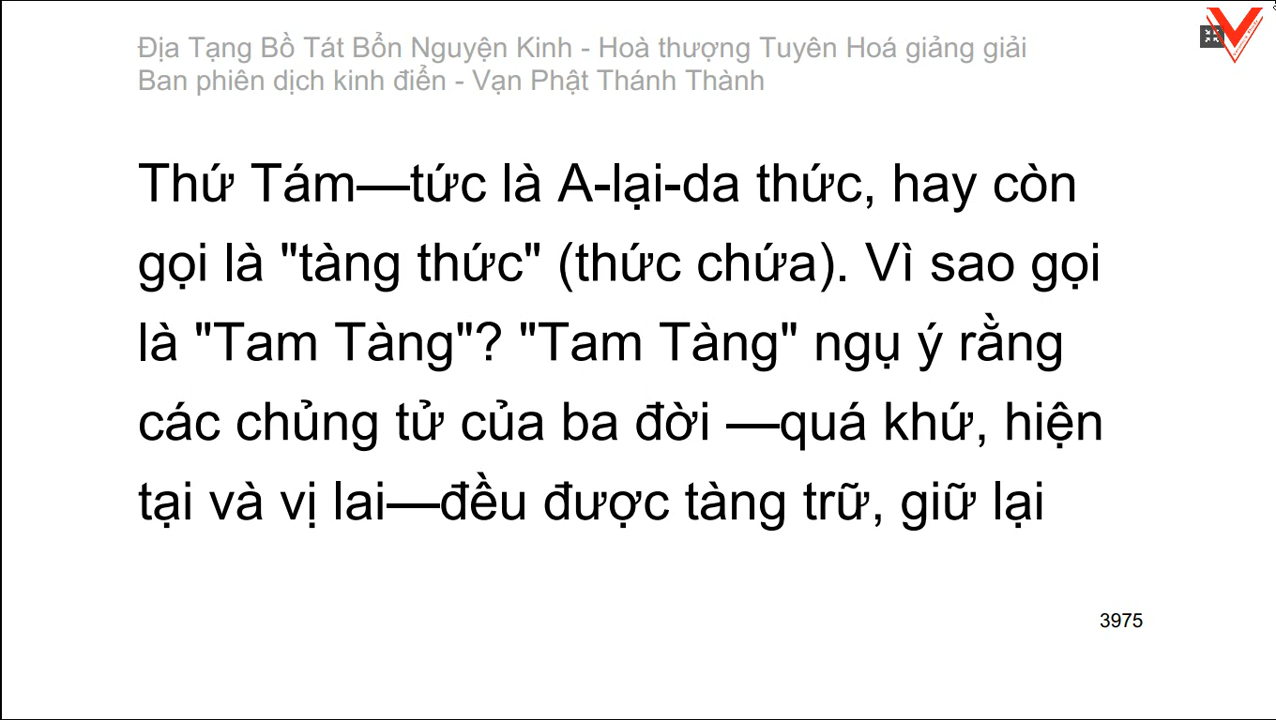 Địa Tạng Bồ Tát Bổn Nguyện Kinh - Hoà thượng Tuyên Hoá giảng giải
Ban phiên dịch kinh điển - Vạn Phật Thánh Thành
Thứ Tám—tức là A-lại-da thức, hay còn
gọi là "tàng thức" (thức chứa). Vì sao gọi
là "Tam Tàng"? "Tam Tàng" ngụ ý rằng
các chủng tử của ba đời —quá khứ, hiện
tại và vị lai—đều được tàng trữ, giữ lại
3975